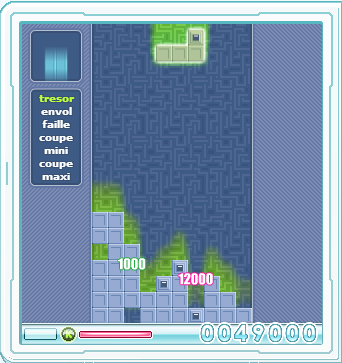 tresor
envol
faille
coupe
mini
coupe
maxi
1000
12000
0049000